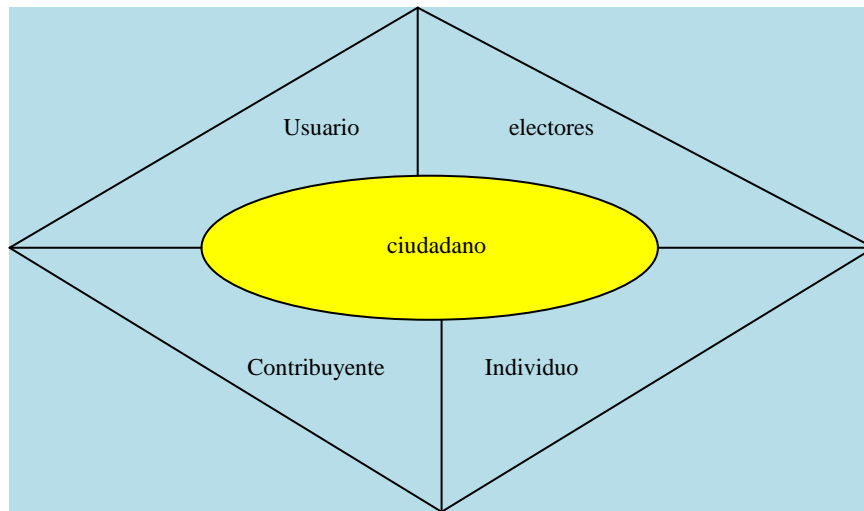 Usuario
electores
ciudadano
Contribuyente
Individuo